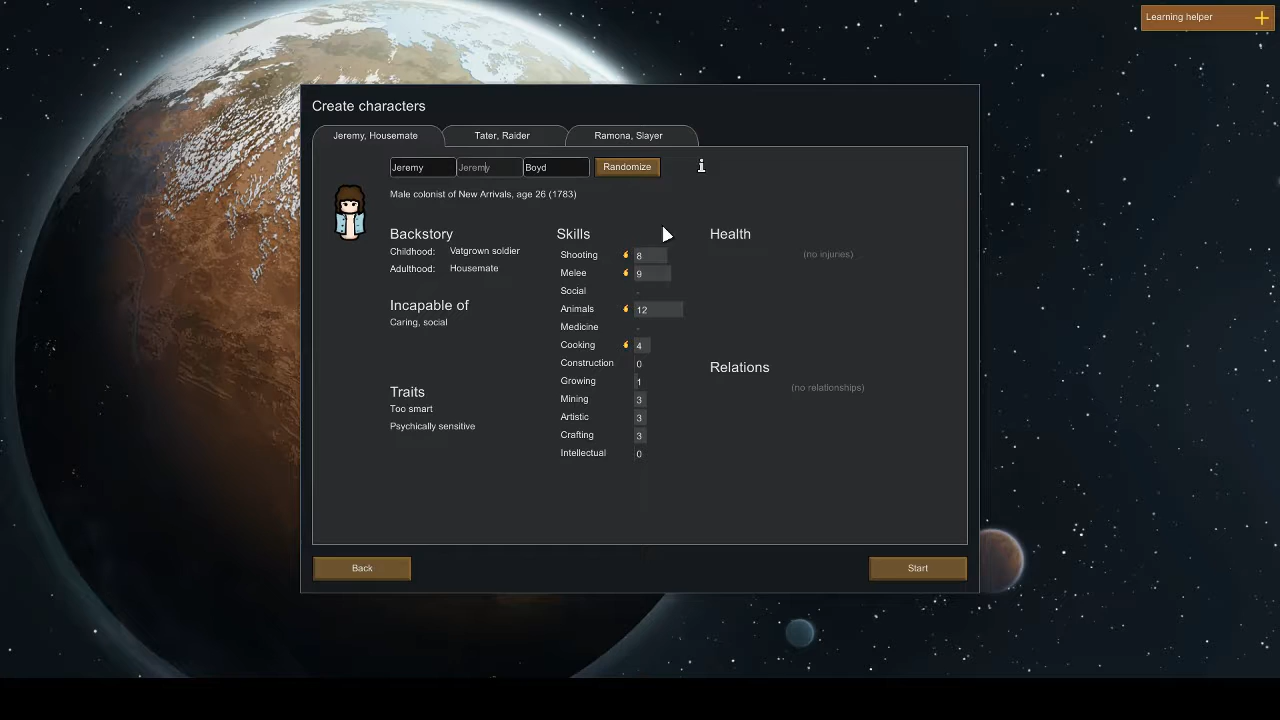 Learning helper
Create characters
Jeremy, Housemate Tater, Raider Ramona, Slayer
Jeremy Jeremy Boyd Randomize
Male colonist of New Arrivals, age 26 (1783)
Backstory
Childhood: Vatgrown soldier
Adulthood: Housemate
Incapable of
Caring, social
Traits
Too smart
Psychically sensitive
Skills
Shooting 8
Melee 9
Social -
Animals 12
Medicine -
Cooking 4
Construction 0
Growing 1
Mining 3
Artistic 3
Crafting 3
Intellectual 0
Health
(no injuries)
Relations
(no relationships)
Back Start